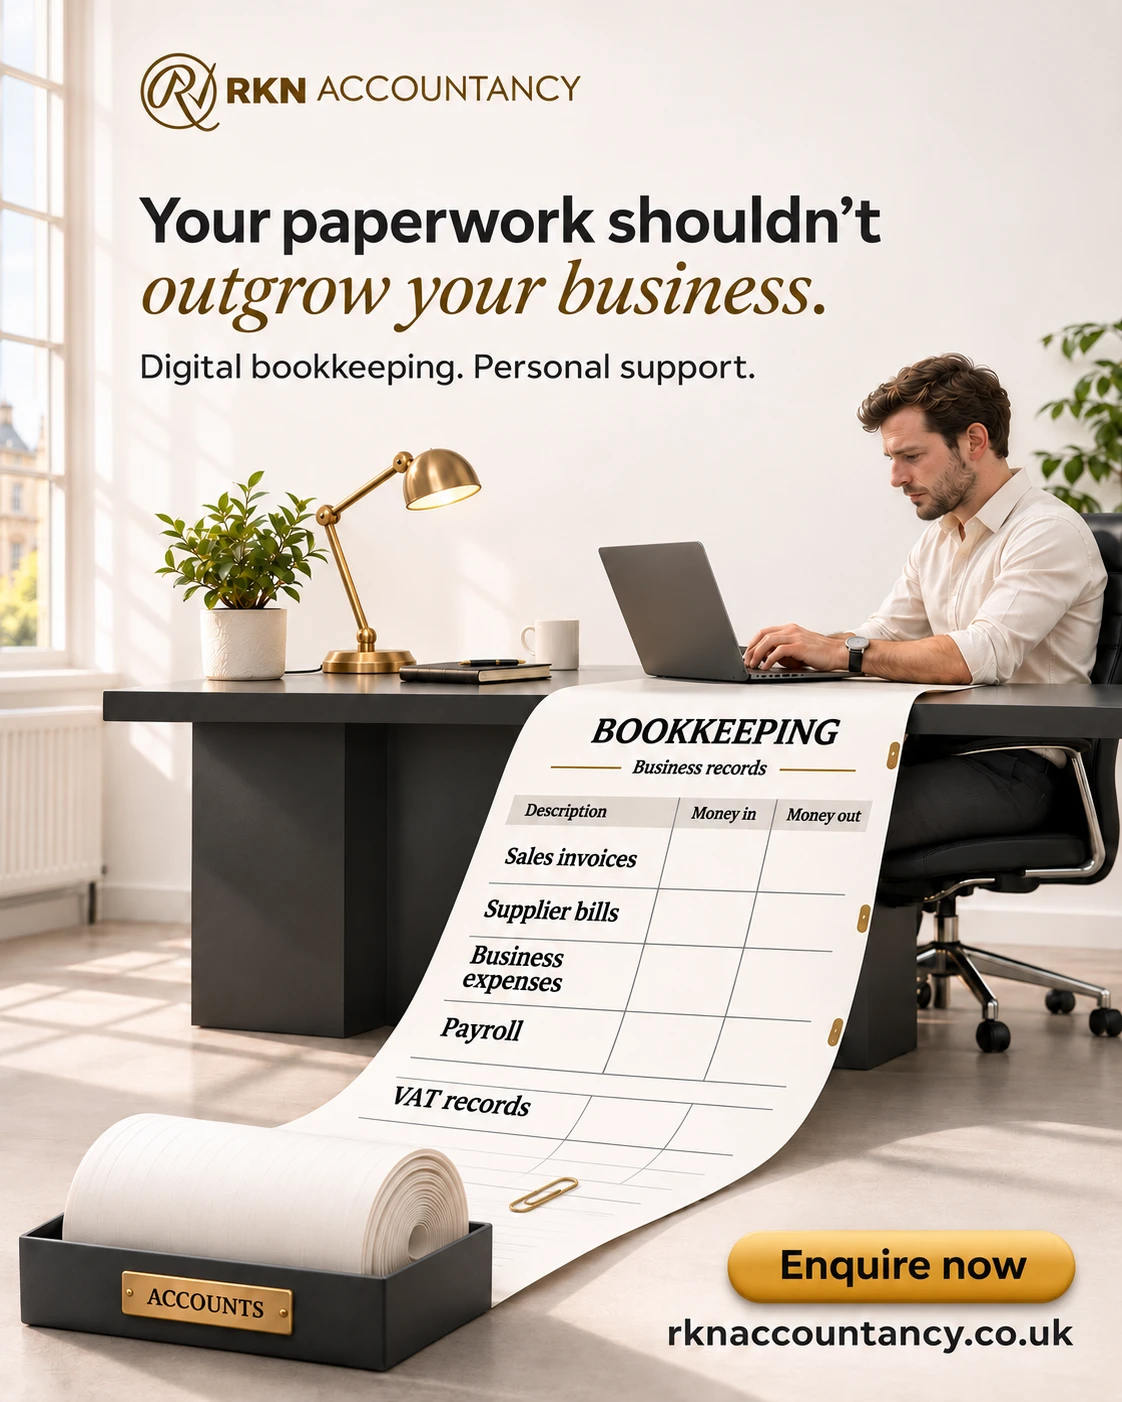 RKN ACCOUNTANCY
Your paperwork shouldn't
outgrow your business.
Digital bookkeeping. Personal support.
BOOKKEEPING
Business records
Description Money in Money out
Sales invoices
Supplier bills
Business
expenses
Payroll
VAT records
ACCOUNTS
Enquire now
rknaccountancy.co.uk